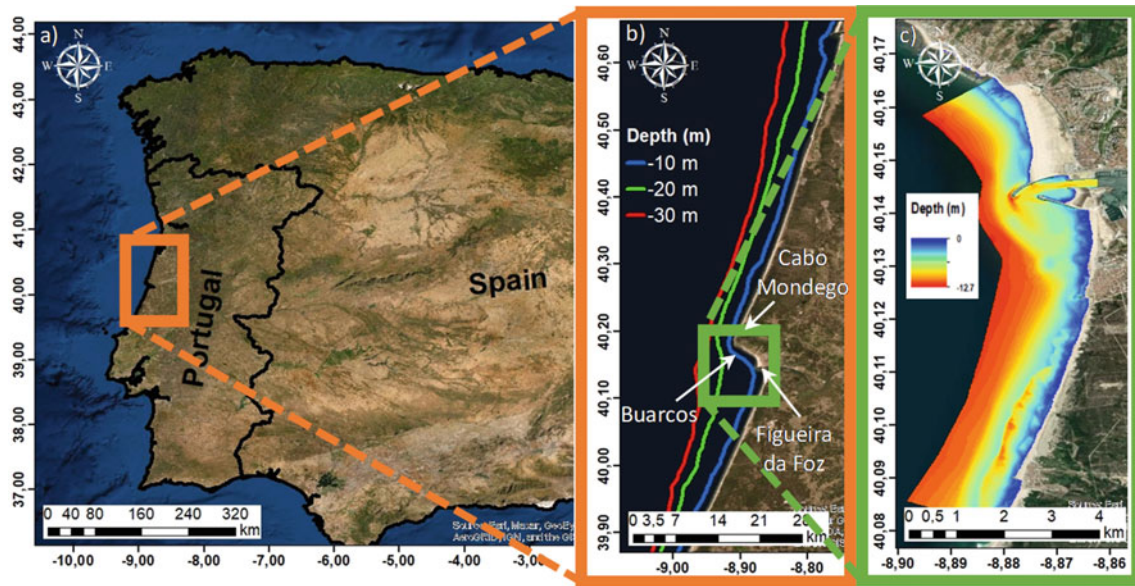 a)
N
W E
S
44,00
43,00
42,00
41,00
40,00
39,00
38,00
37,00
Portugal
Spain
0 40 80 160 240 320
km
-10,00 -9,00 -8,00 -7,00 -6,00 -5,00 -4,00
b)
N
W E
S
40,60
40,50
40,40
40,30
40,20
40,10
40,00
39,90
Depth (m)
-10 m
-20 m
-30 m
Cabo
Mondego
Buarcos
Figueira
da Foz
0 3,5 7 14 21 28
km
-9,00 -8,90 -8,80
c)
N
W E
S
40,17
40,16
40,15
40,14
40,13
40,12
40,11
40,10
40,09
40,08
Depth (m)
0
-12.7
0 0,5 1 2 3 4
km
-8,90 -8,89 -8,88 -8,87 -8,86